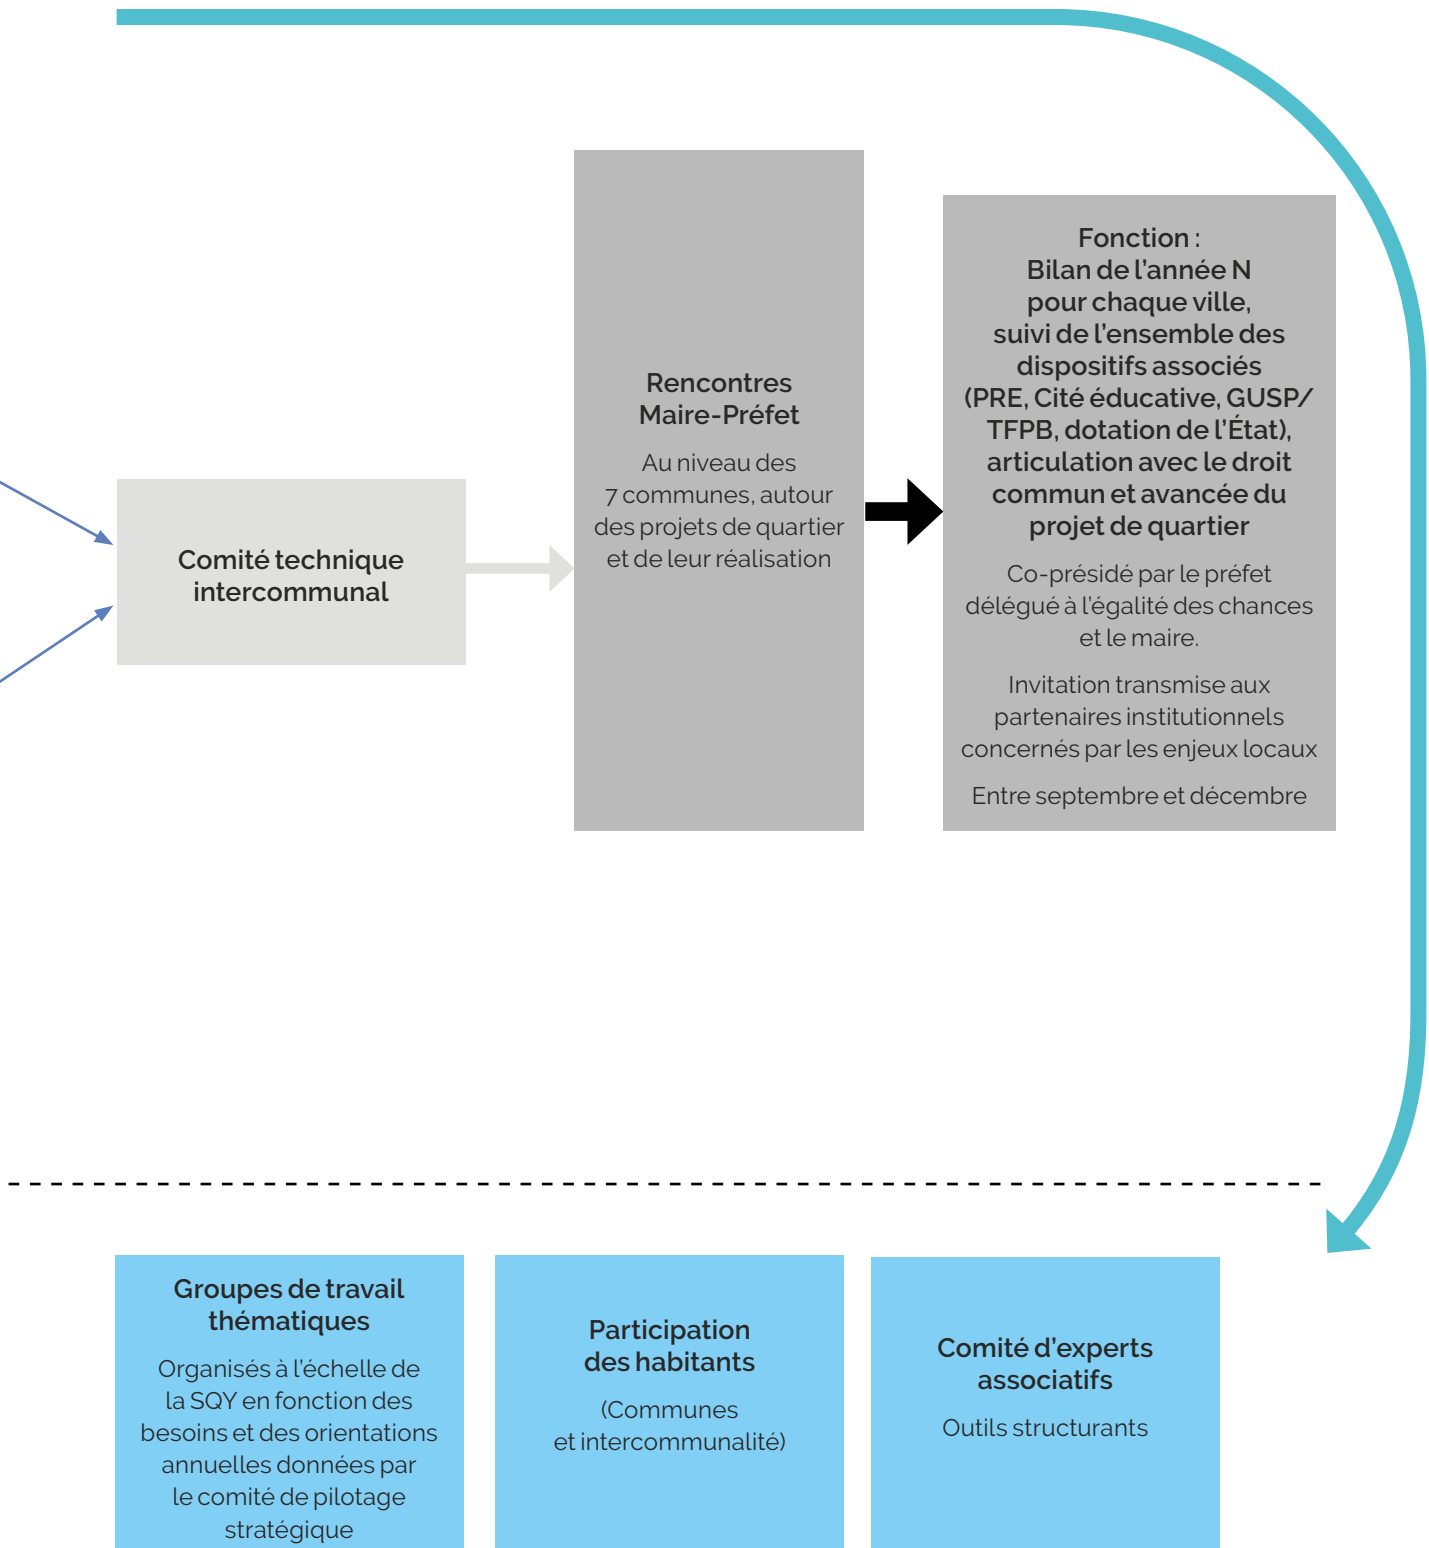 Comité technique
intercommunal
Rencontres
Maire-Préfet
Au niveau des
7 communes, autour
des projets de quartier
et de leur réalisation
Fonction :
Bilan de l’année N
pour chaque ville,
suivi de l’ensemble des
dispositifs associés
(PRE, Cité éducative, GUSP/
TFPB, dotation de l’État),
articulation avec le droit
commun et avancée du
projet de quartier
Co-présidé par le préfet
délégué à l’égalité des chances
et le maire.
Invitation transmise aux
partenaires institutionnels
concernés par les enjeux locaux
Entre septembre et décembre
Groupes de travail
thématiques
Organisés à l’échelle de
la SQY en fonction des
besoins et des orientations
annuelles données par
le comité de pilotage
stratégique
Participation
des habitants
(Communes
et intercommunalité)
Comité d’experts
associatifs
Outils structurants